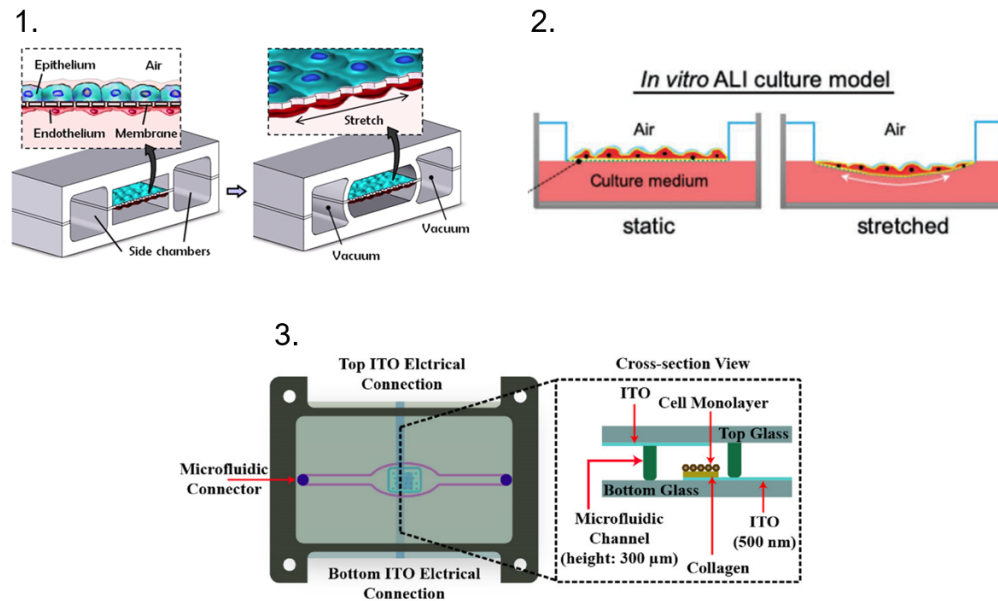 1.
Epithelium
Air
Endothelium
Membrane
Stretch
Side chambers
Vacuum
Vacuum
2.
In vitro ALI culture model
Air
Culture medium
static
Air
stretched
3.
Top ITO Elctrical
Connection
Microfluidic
Connector
Bottom ITO Elctrical
Connection
Cross-section View
ITO
Cell Monolayer
Top Glass
Bottom Glass
Microfluidic
Channel
(height: 300 µm)
ITO
(500 nm)
Collagen